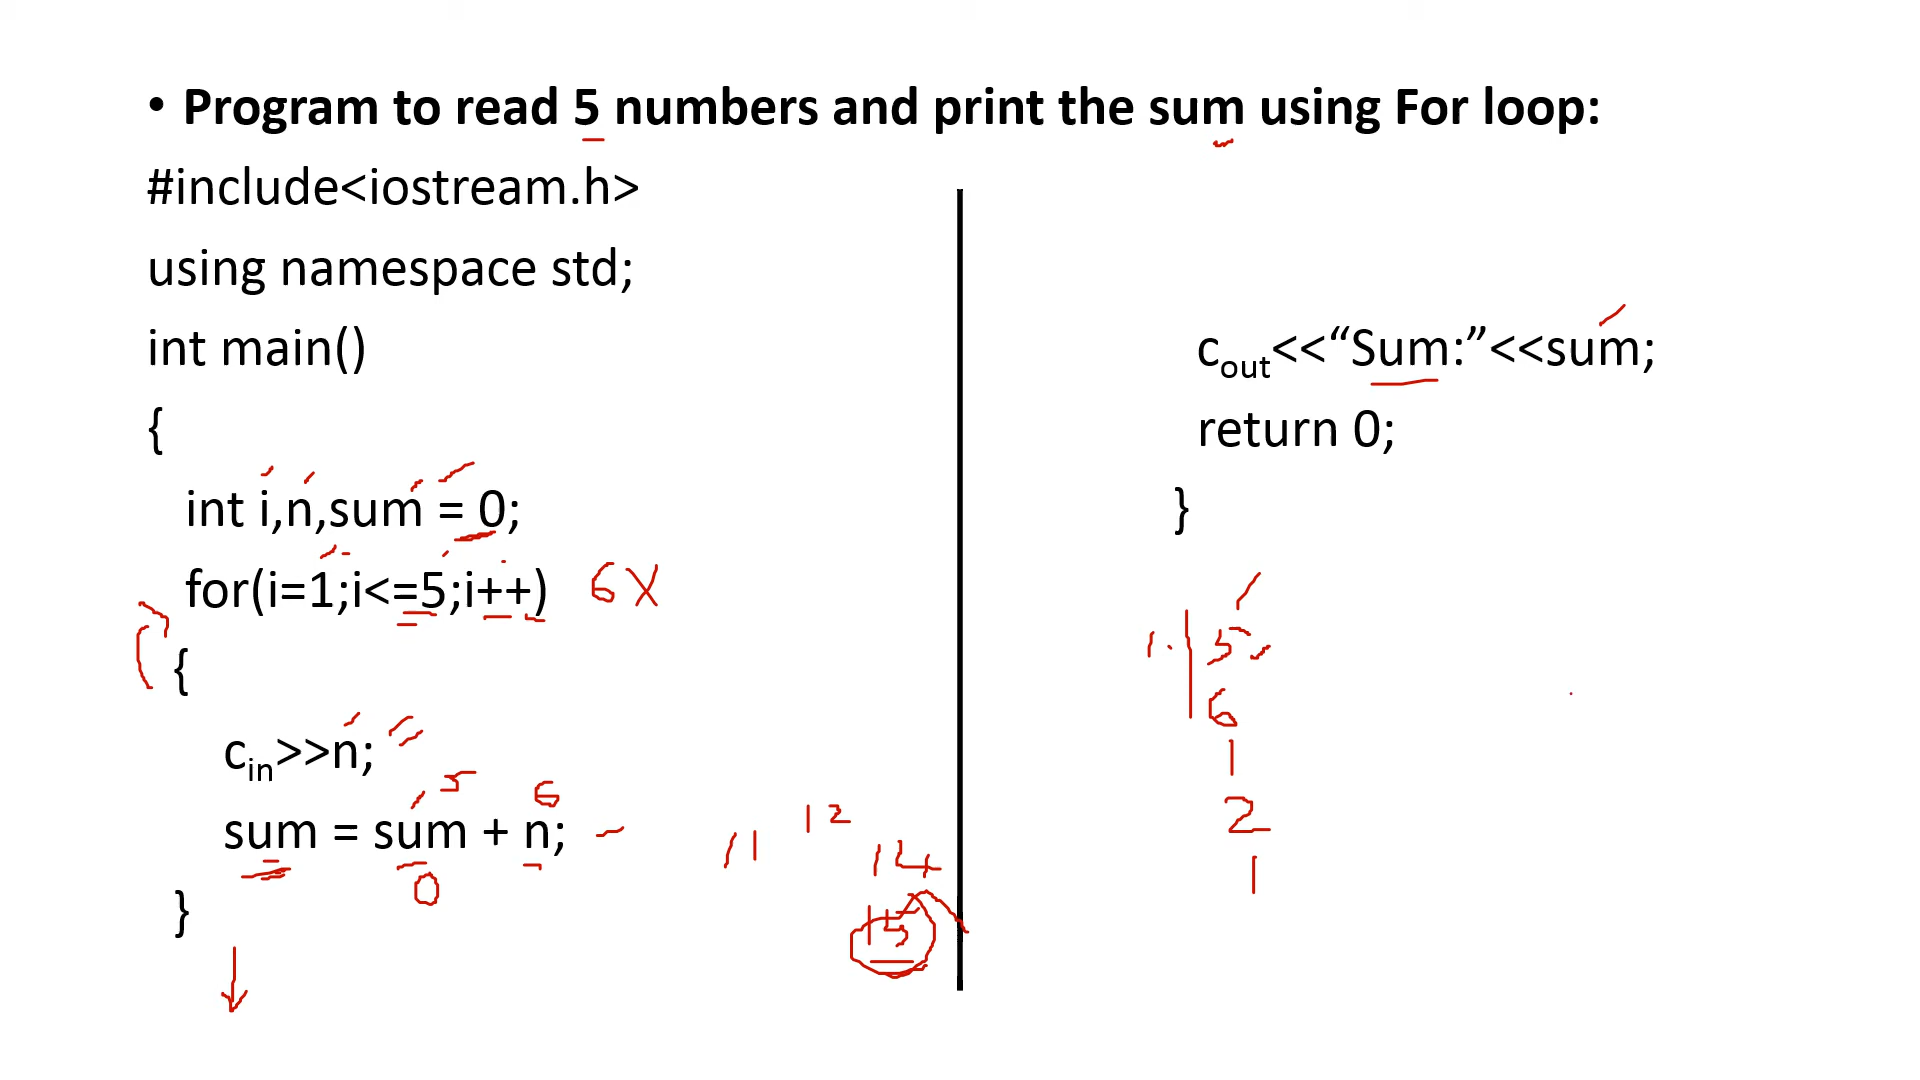 • Program to read 5 numbers and print the sum using For loop:
#include<iostream.h>
using namespace std;
int main()
{
int i,n,sum = 0;
for(i=1;i<=5;i++) 6 X
{
cin>>n;
5 6
sum = sum + n;
0
}
11 12
14
15
cout<<“Sum:”<<sum;
return 0;
}
1. 5
6
1
2
1